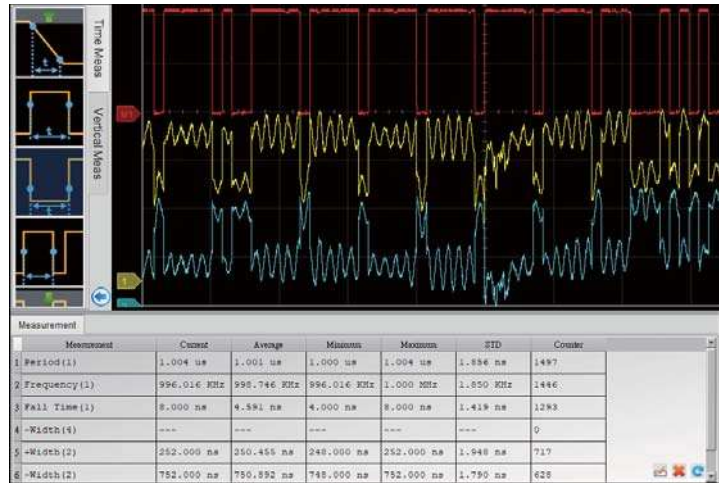 Time Meas
Vertical Meas
M1
1
2
Measurement
Measurement Current Average Minimum Maximum STD Counter
1 Period(1) 1.004 us 1.001 us 1.000 us 1.004 us 1.856 ns 1497
2 Frequency(1) 996.016 KHz 998.746 KHz 996.016 KHz 1.000 MHz 1.850 KHz 1446
3 Fall Time(1) 8.000 ns 4.591 ns 4.000 ns 8.000 ns 1.419 ns 1293
4 -Width(4) --- --- --- --- --- 0
5 +Width(2) 252.000 ns 250.455 ns 248.000 ns 252.000 ns 1.948 ns 717
6 -Width(2) 752.000 ns 750.892 ns 748.000 ns 752.000 ns 1.790 ns 628